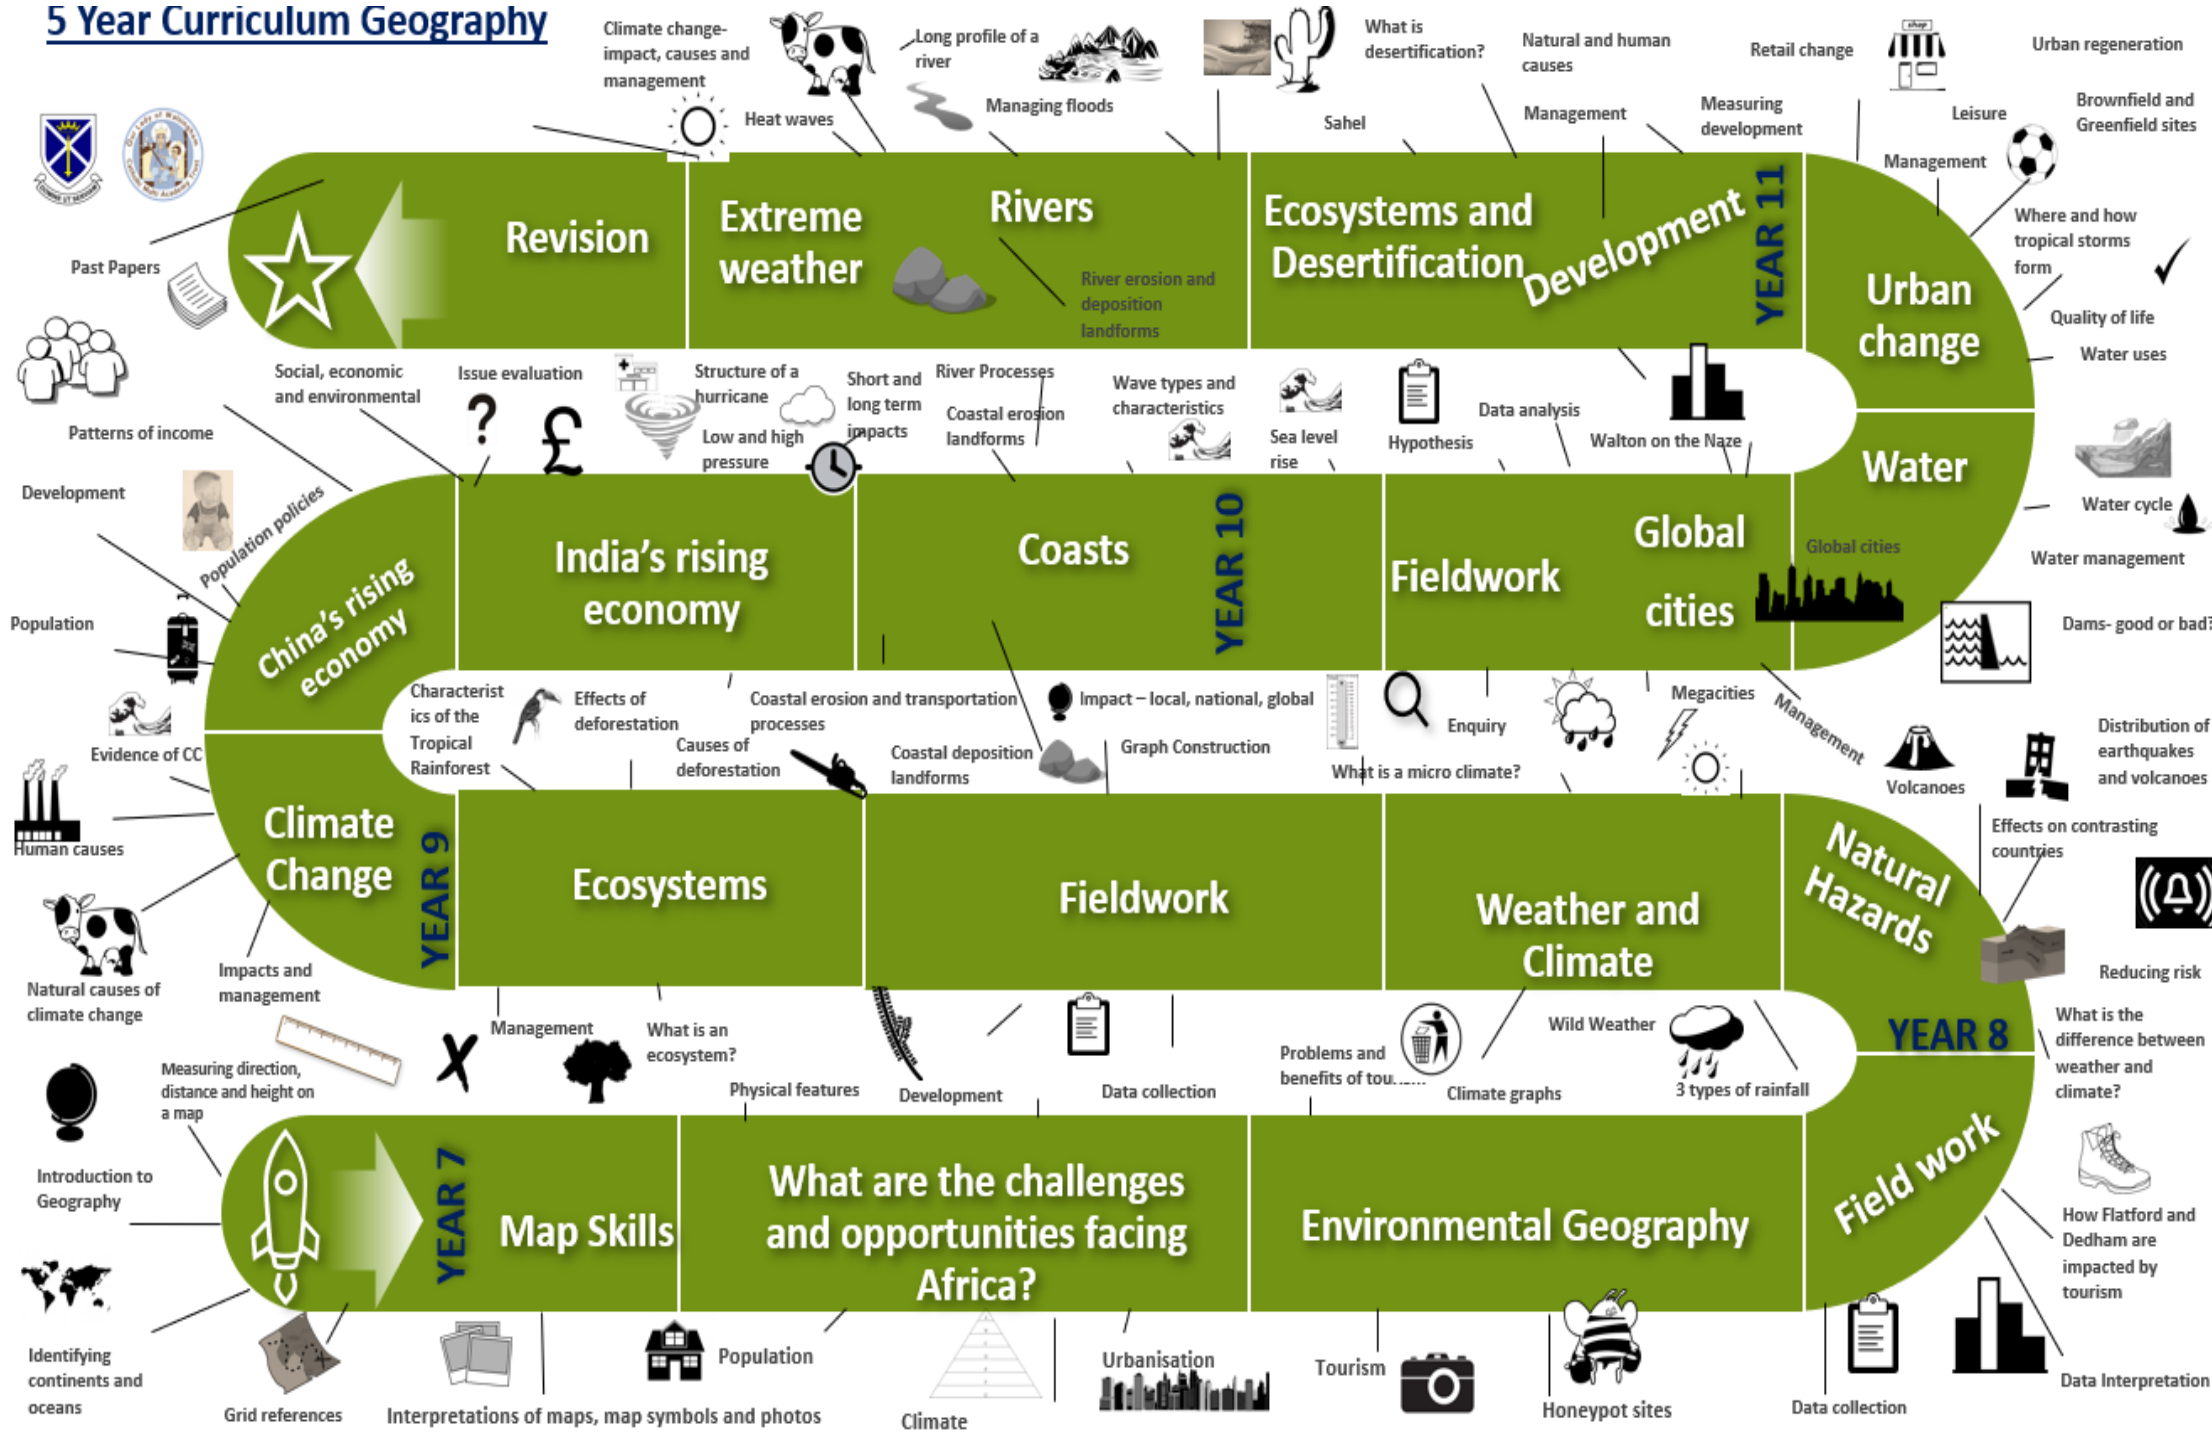 5 Year Curriculum Geography
Climate change-
impact, causes and
management
Heat waves
Long profile of a
river
Managing floods
Sahel
What is
desertification?
Natural and human
causes
Management
Measuring
development
Retail change
shop
Urban regeneration
Leisure
Brownfield and
Greenfield sites
Management
Where and how
tropical storms
form
Quality of life
Water uses
Past Papers
Revision
Extreme
weather
Rivers
River erosion and
deposition
landforms
Ecosystems and
Desertification
Development
YEAR 11
Urban
change
Water
Social, economic
and environmental
Issue evaluation
?
£
Structure of a
hurricane
Low and high
pressure
Short and
long term
impacts
River Processes
Coastal erosion
landforms
Wave types and
characteristics
Sea level
rise
Hypothesis
Data analysis
Walton on the Naze
Water cycle
Water management
Dams- good or bad?
Patterns of income
Development
Population policies
Population
China's rising
economy
India's rising
economy
Coasts
YEAR 10
Fieldwork
Global
cities
Global cities
Evidence of CC
Human causes
Natural causes of
climate change
Impacts and
management
Characterist
ics of the
Tropical
Rainforest
Effects of
deforestation
Causes of
deforestation
Coastal erosion and transportation
processes
Coastal deposition
landforms
Impact – local, national, global
Graph Construction
Enquiry
What is a micro climate?
Megacities
Management
Volcanoes
Distribution of
earthquakes
and volcanoes
Effects on contrasting
countries
Reducing risk
Climate
Change
YEAR 9
Ecosystems
Fieldwork
Weather and
Climate
Natural
Hazards
YEAR 8
What is the
difference between
weather and
climate?
Management
What is an
ecosystem?
Physical features
Development
Data collection
Problems and
benefits of
Climate graphs
Wild Weather
3 types of rainfall
Measuring direction,
distance and height on
a map
Introduction to
Geography
Identifying
continents and
oceans
YEAR 7
Map Skills
What are the challenges
and opportunities facing
Africa?
Environmental Geography
Field work
How Flatford and
Dedham are
impacted by
tourism
Data Interpretation
Grid references
Interpretations of maps, map symbols and photos
Population
Climate
Urbanisation
Tourism
Honeypot sites
Data collection